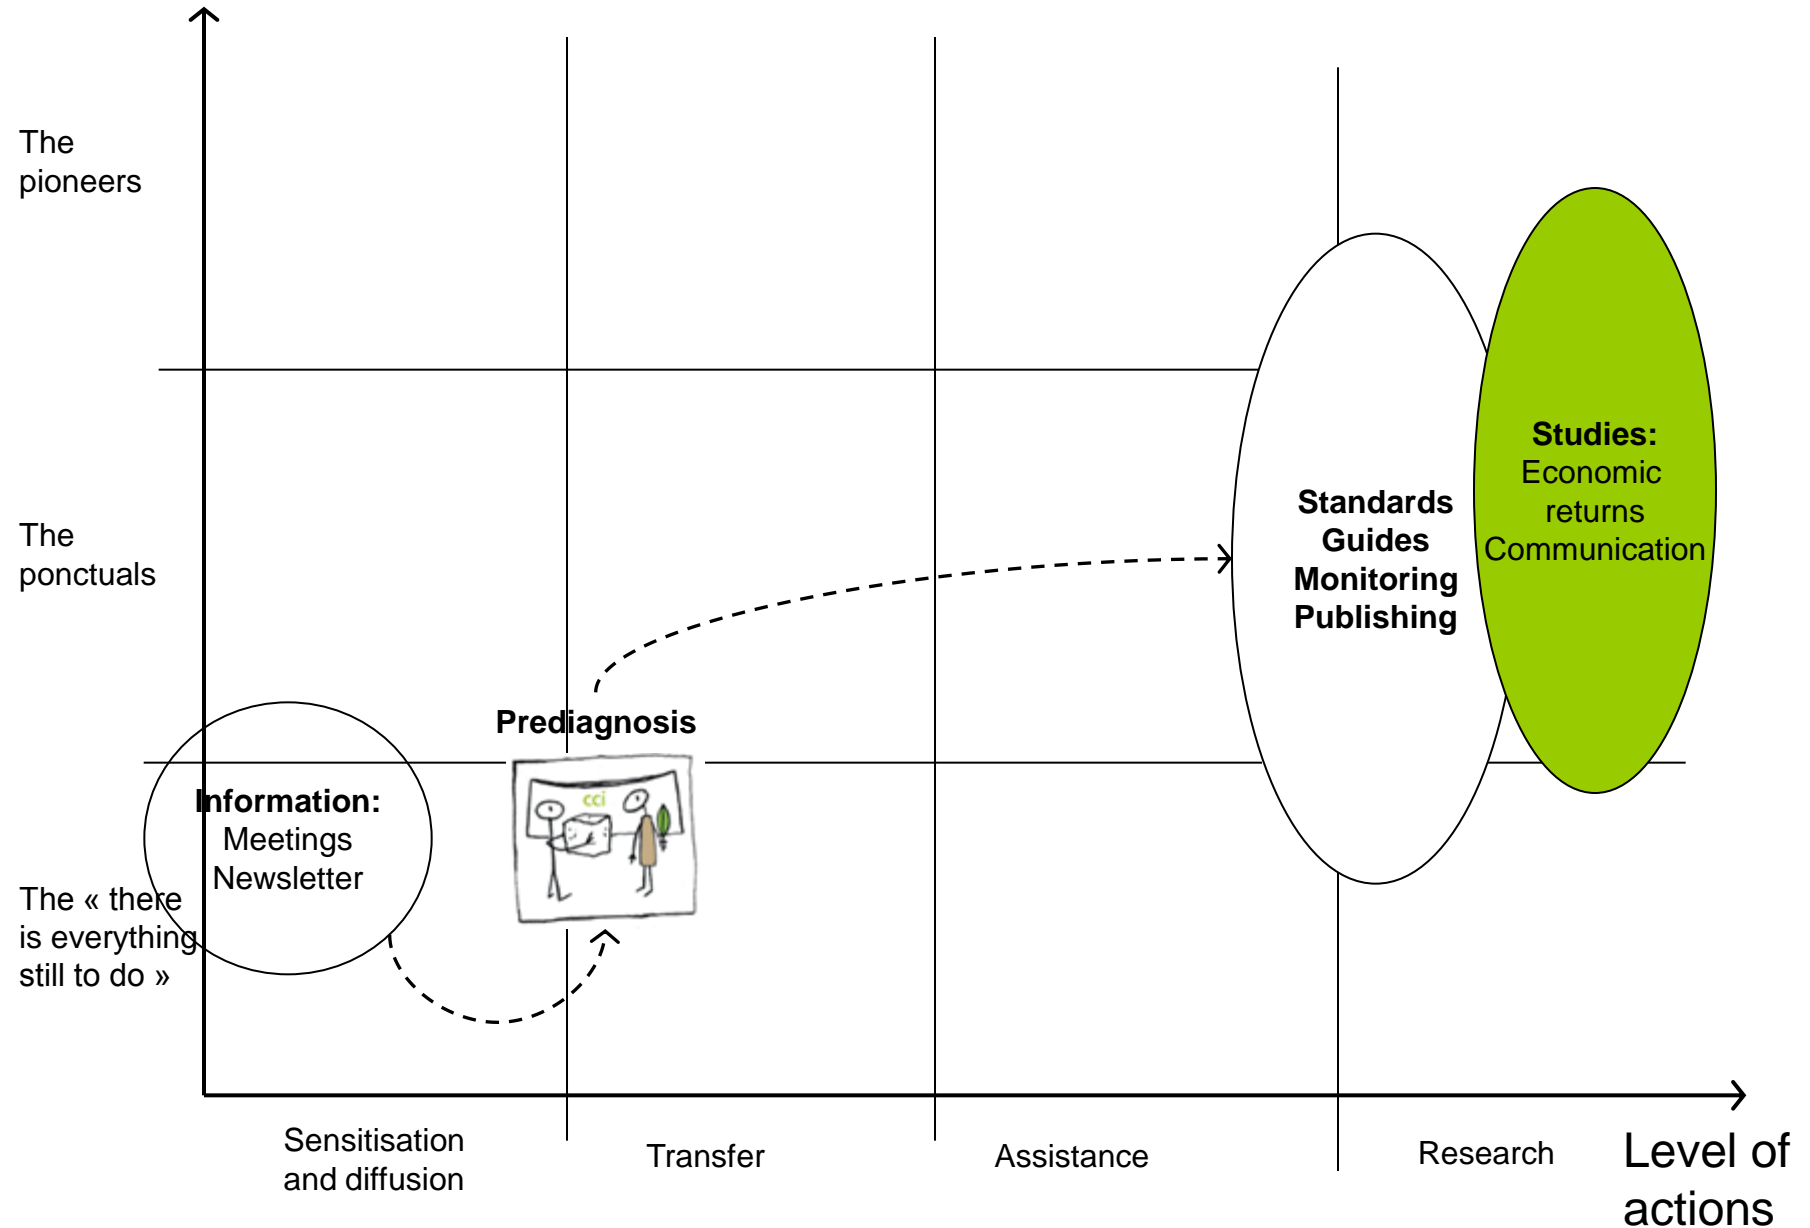 The
pioneers
The
ponctuals
The « there
is everything
still to do »
Information:
Meetings
Newsletter
Prediagnosis
cci
Standards
Guides
Monitoring
Publishing
Studies:
Economic
returns
Communication
Sensitisation
and diffusion
Transfer
Assistance
Research
Level of
actions